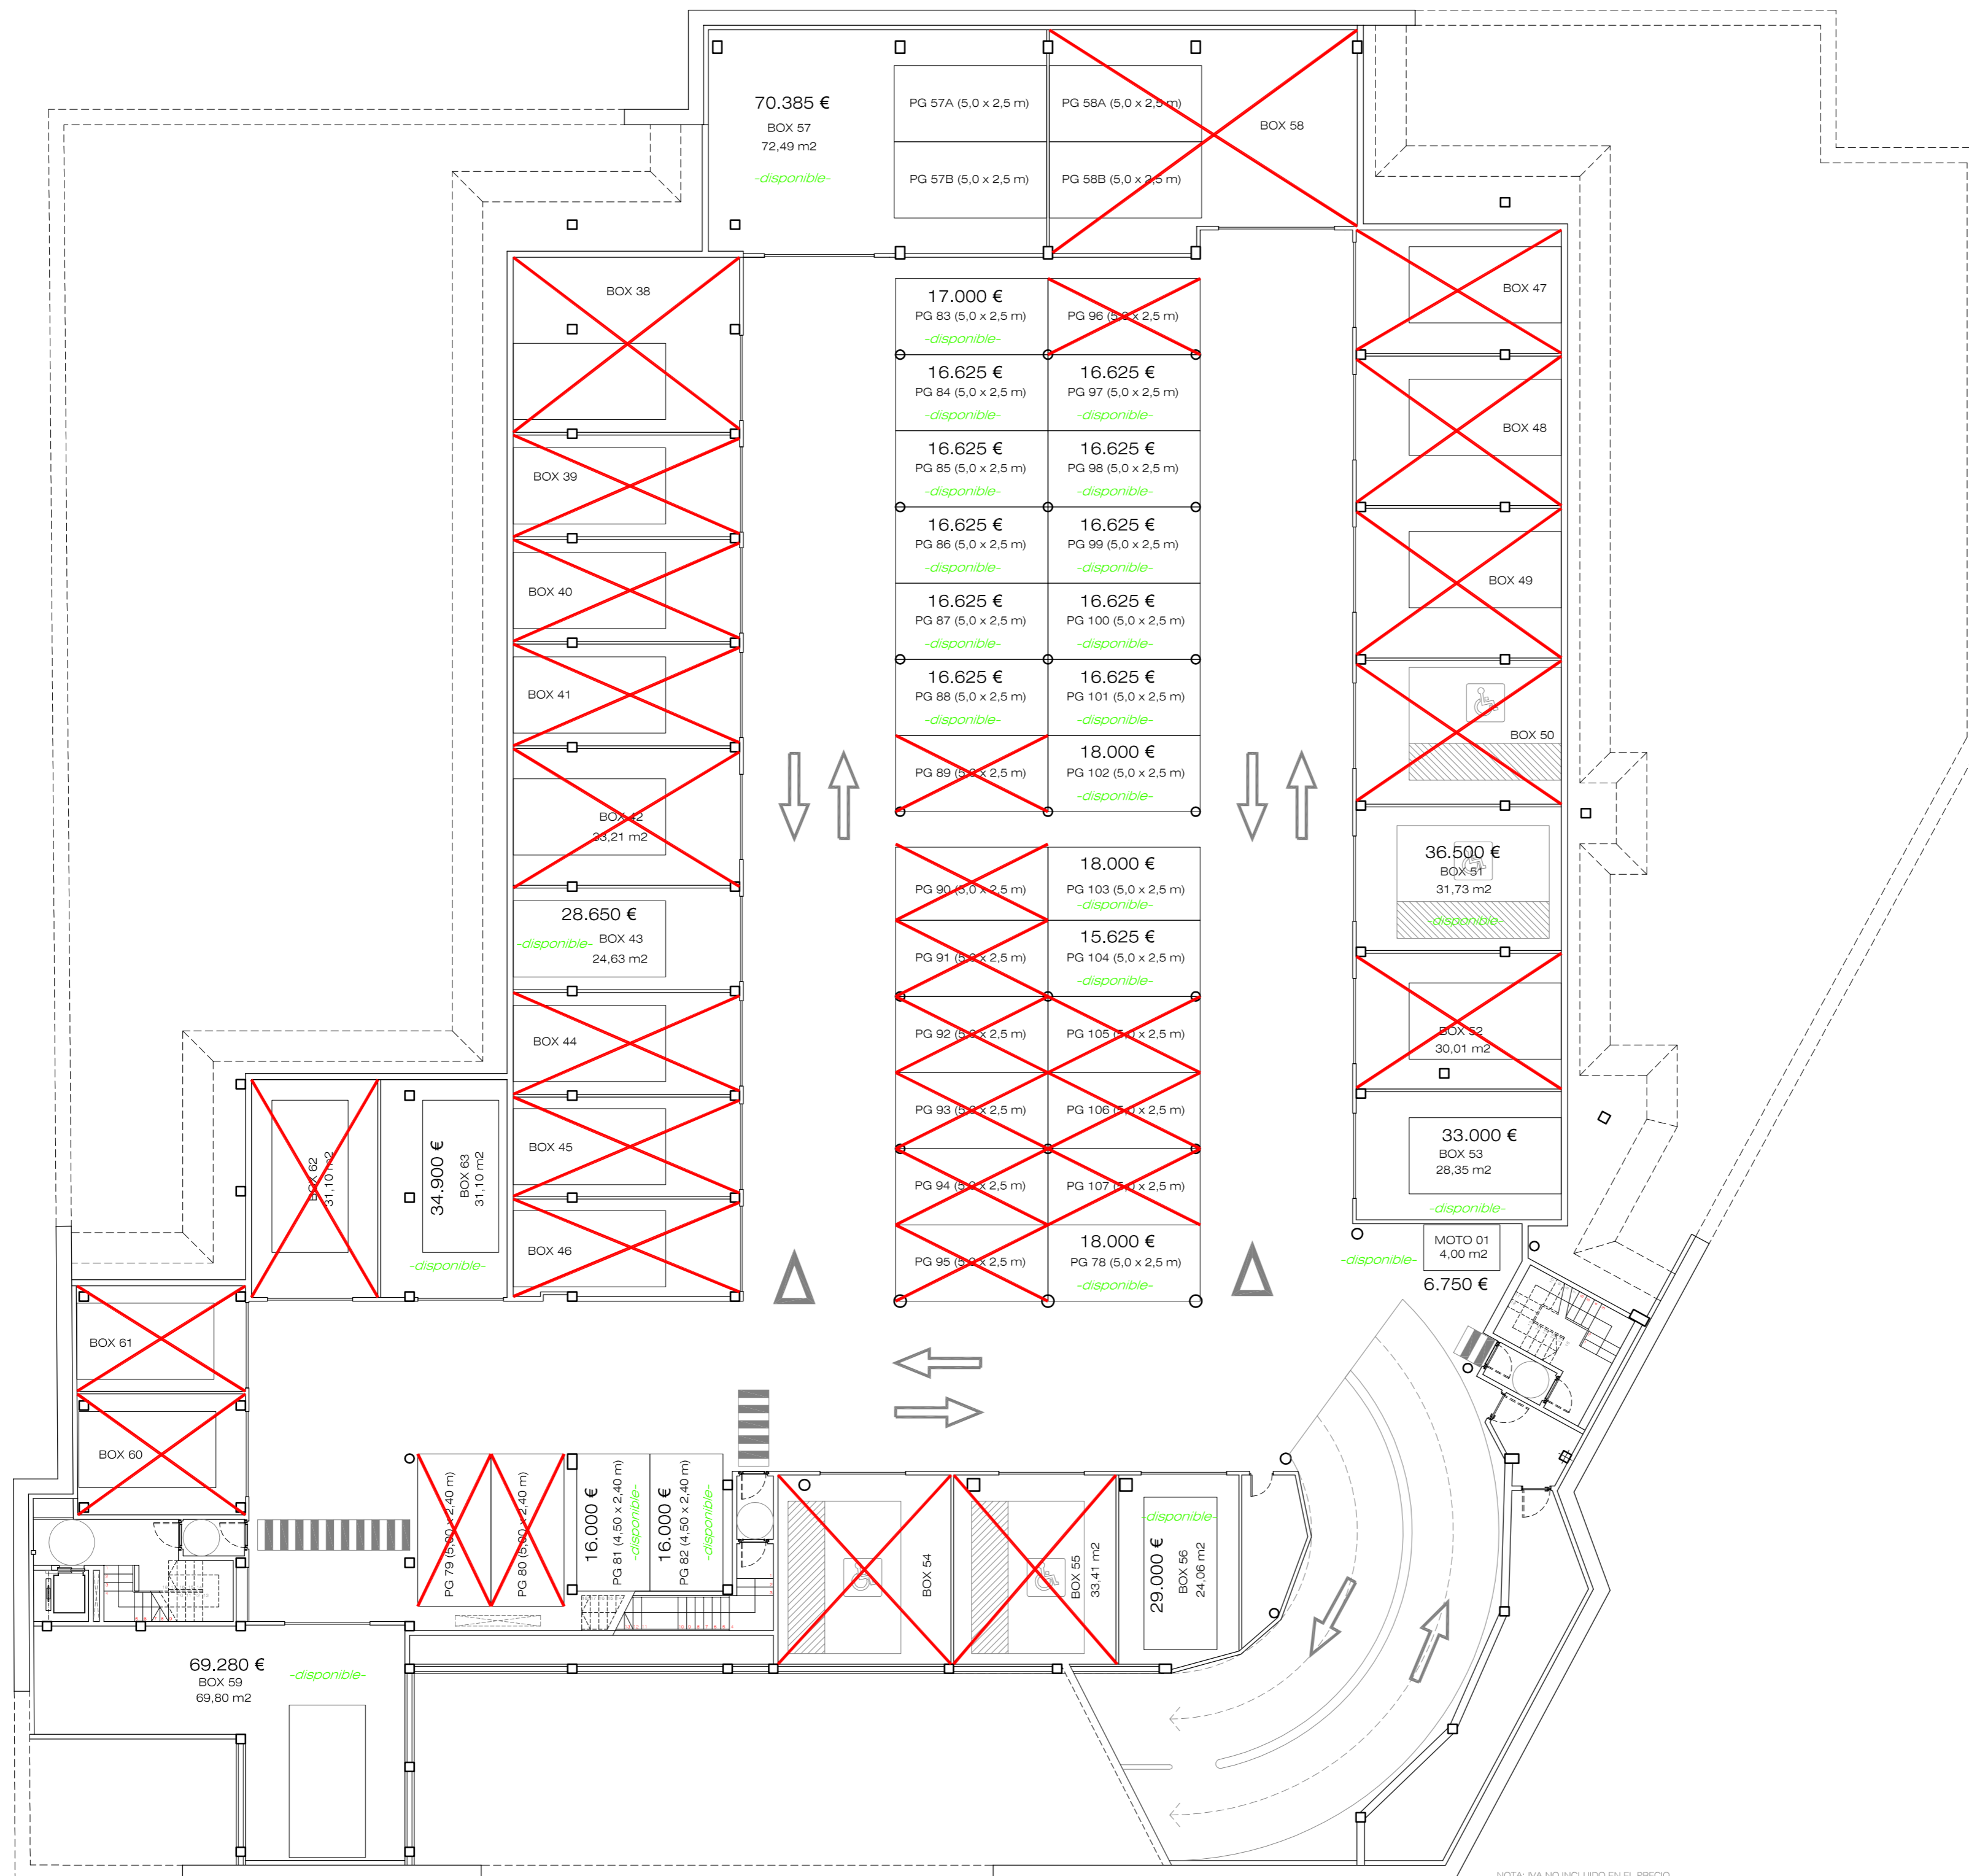 70.385 €
BOX 57
72,49 m2
-disponible-
PG 57A (5,0 x 2,5 m)
PG 58A (5,0 x 2,5 m)
PG 57B (5,0 x 2,5 m)
PG 58B (5,0 x 2,5 m)
BOX 58
BOX 38
BOX 39
BOX 40
BOX 41
BOX 42
33,21 m2
28.650 €
-disponible- BOX 43
24,63 m2
BOX 44
BOX 45
BOX 46
17.000 €
PG 83 (5,0 x 2,5 m)
-disponible-
PG 96 (5,0 x 2,5 m)
16.625 €
PG 84 (5,0 x 2,5 m)
-disponible-
16.625 €
PG 97 (5,0 x 2,5 m)
-disponible-
16.625 €
PG 85 (5,0 x 2,5 m)
-disponible-
16.625 €
PG 98 (5,0 x 2,5 m)
-disponible-
16.625 €
PG 86 (5,0 x 2,5 m)
-disponible-
16.625 €
PG 99 (5,0 x 2,5 m)
-disponible-
16.625 €
PG 87 (5,0 x 2,5 m)
-disponible-
16.625 €
PG 100 (5,0 x 2,5 m)
-disponible-
16.625 €
PG 88 (5,0 x 2,5 m)
-disponible-
16.625 €
PG 101 (5,0 x 2,5 m)
-disponible-
PG 89 (5,0 x 2,5 m)
18.000 €
PG 102 (5,0 x 2,5 m)
-disponible-
PG 90 (5,0 x 2,5 m)
18.000 €
PG 103 (5,0 x 2,5 m)
-disponible-
PG 91 (5,0 x 2,5 m)
15.625 €
PG 104 (5,0 x 2,5 m)
-disponible-
PG 92 (5,0 x 2,5 m)
PG 105 (5,0 x 2,5 m)
PG 93 (5,0 x 2,5 m)
PG 106 (5,0 x 2,5 m)
PG 94 (5,0 x 2,5 m)
PG 107 (5,0 x 2,5 m)
PG 95 (5,0 x 2,5 m)
18.000 €
PG 78 (5,0 x 2,5 m)
-disponible-
BOX 47
BOX 48
BOX 49
BOX 50
36.500 €
BOX 51
31,73 m2
-disponible-
BOX 52
30,01 m2
33.000 €
BOX 53
28,35 m2
-disponible-
MOTO 01
4,00 m2
-disponible-
6.750 €
BOX 62
31,10 m2
34.900 €
BOX 63
31,10 m2
-disponible-
BOX 61
BOX 60
PG 79 (5,00 x 2,40 m)
PG 80 (5,00 x 2,40 m)
16.000 €
PG 81 (4,50 x 2,40 m)
-disponible-
16.000 €
PG 82 (4,50 x 2,40 m)
-disponible-
BOX 54
BOX 55
33,41 m2
-disponible-
29.000 €
BOX 56
24,06 m2
69.280 €
BOX 59
69,80 m2
-disponible-
NOTA: IVA NO INCLUIDO EN EL PRECIO